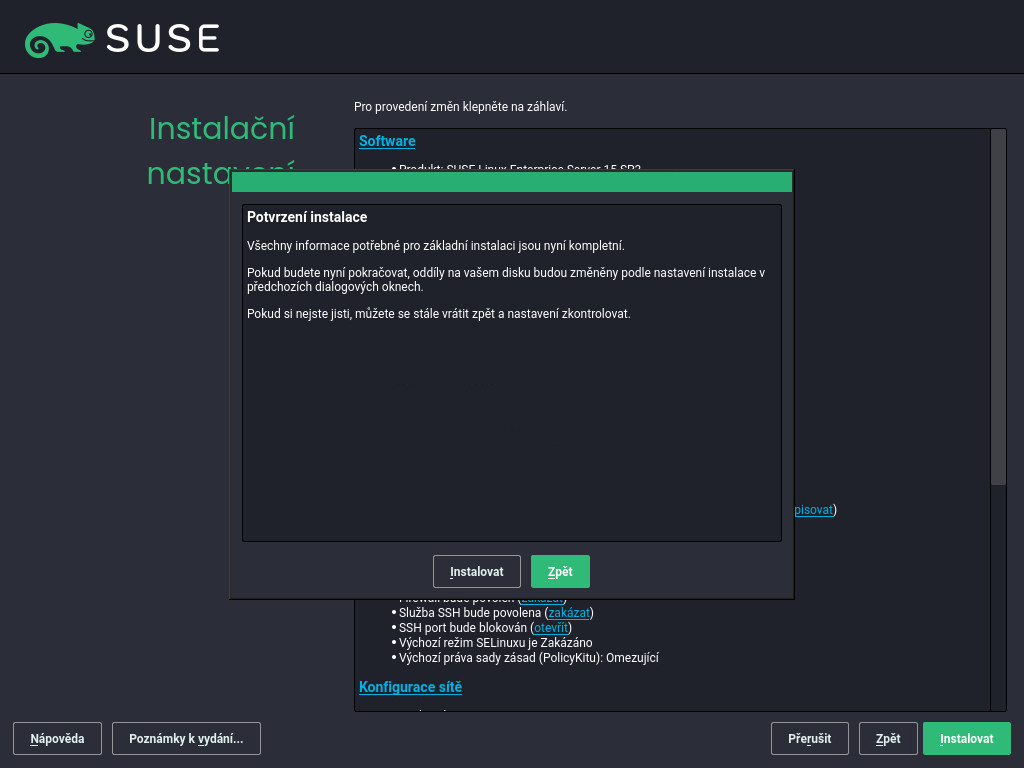 SUSE
Instalační
nastavení
Pro provedení změn klepněte na záhlaví.
Software
• Produkt: SUSE Linux Enterprise Server 15 SP3
Potvrzení instalace
Všechny informace potřebné pro základní instalaci jsou nyní kompletní.
Pokud budete nyní pokračovat, oddíly na vašem disku budou změněny podle nastavení instalace v
předchozích dialogových oknech.
Pokud si nejste jisti, můžete se stále vrátit zpět a nastavení zkontrolovat.
pisovat)
Instalovat
Zpět
• Firewall bude povolen (zakázat)
• Služba SSH bude povolena (zakázat)
• SSH port bude blokován (otevřít)
• Výchozí režim SELinuxu je Zakázáno
• Výchozí práva sady zásad (PolicyKitu): Omezující
Konfigurace sítě
Nápověda
Poznámky k vydání...
Přerušit
Zpět
Instalovat